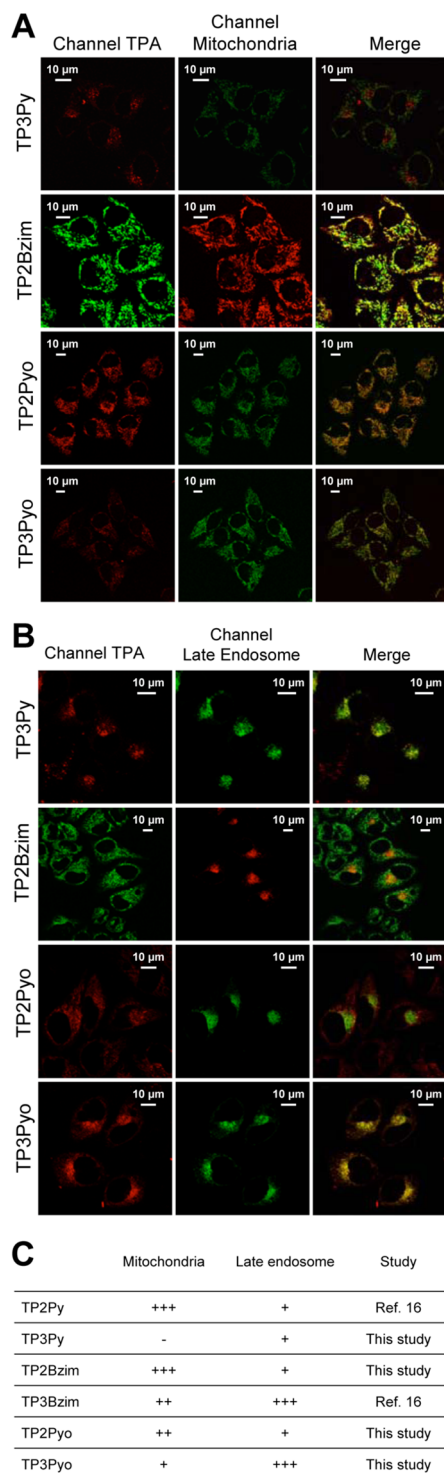 A
Channel TPA
Channel
Mitochondria
Merge
TP3Py
10 µm
10 µm
10 µm
TP2Bzim
10 µm
10 µm
10 µm
TP2Pyo
10 µm
10 µm
10 µm
TP3Pyo
10 µm
10 µm
10 µm
B
Channel TPA
Channel
Late Endosome
Merge
TP3Py
10 µm
10 µm
10 µm
TP2Bzim
10 µm
10 µm
10 µm
TP2Pyo
10 µm
10 µm
10 µm
TP3Pyo
10 µm
10 µm
10 µm
C
Mitochondria Late endosome Study
TP2Py +++ + Ref. 16
TP3Py - + This study
TP2Bzim +++ + This study
TP3Bzim ++ +++ Ref. 16
TP2Pyo ++ + This study
TP3Pyo + +++ This study